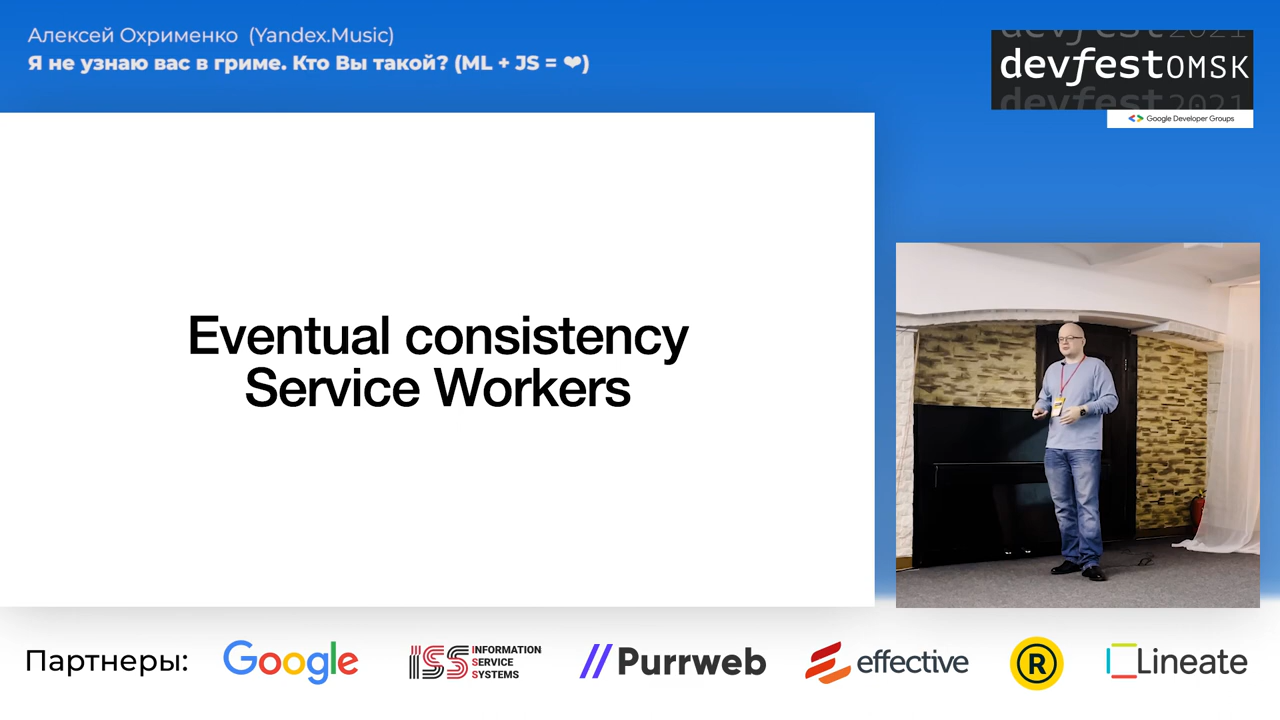 Алексей Охрименко (Yandex.Music)
Я не узнаю вас в гриме. Кто Вы такой? (ML + JS = ❤)
devfest2021
devfestOMSK
devfest2021
Google Developer Groups
Eventual consistency
Service Workers
Партнеры:
Google
iSS INFORMATION
SERVICE
SYSTEMS
Purrweb
effective
R
Lineate